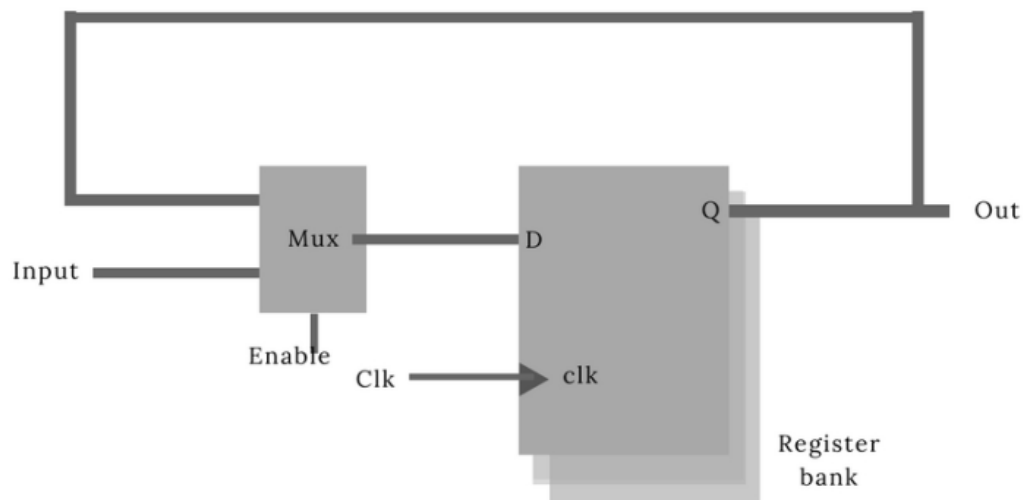 Q
Out
Mux
D
Input
Enable
Clk
clk
Register
bank